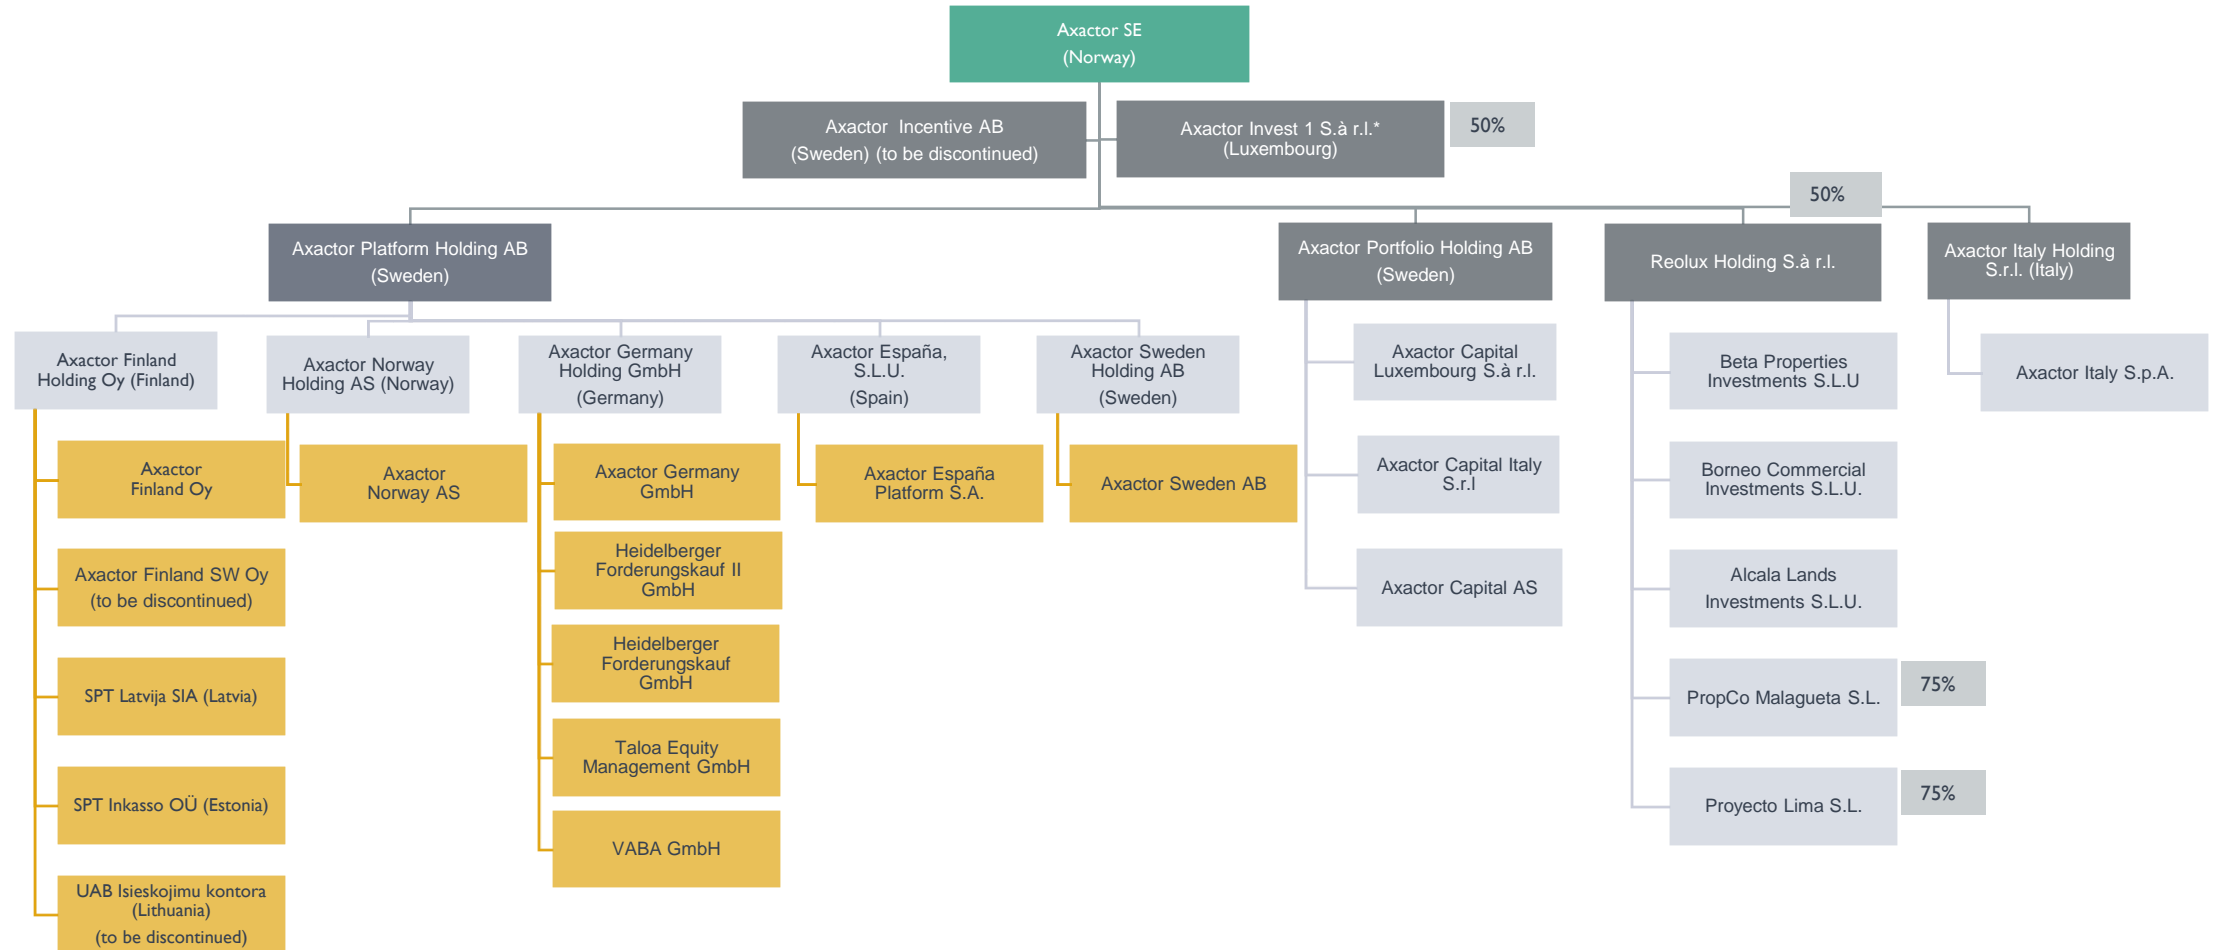 Axactor SE
(Norway)
Axactor Incentive AB
(Sweden) (to be discontinued)
Axactor Invest 1 S.à r.l.*
(Luxembourg)
50%
50%
Axactor Platform Holding AB
(Sweden)
Axactor Portfolio Holding AB
(Sweden)
Reolux Holding S.à r.l.
Axactor Italy Holding
S.r.l. (Italy)
Axactor Finland
Holding Oy (Finland)
Axactor Norway
Holding AS (Norway)
Axactor Germany
Holding GmbH
(Germany)
Axactor España,
S.L.U.
(Spain)
Axactor Sweden
Holding AB
(Sweden)
Axactor Capital
Luxembourg S.à r.l.
Beta Properties
Investments S.L.U
Axactor Italy S.p.A.
Axactor
Finland Oy
Axactor
Norway AS
Axactor Germany
GmbH
Axactor España
Platform S.A.
Axactor Sweden AB
Axactor Capital Italy
S.r.l
Borneo Commercial
Investments S.L.U.
Axactor Finland SW Oy
(to be discontinued)
Heidelberger
Forderungskauf II
GmbH
Axactor Capital AS
Alcala Lands
Investments S.L.U.
SPT Latvija SIA (Latvia)
Heidelberger
Forderungskauf
GmbH
PropCo Malagueta S.L.
75%
SPT Inkasso OÜ (Estonia)
Taloa Equity
Management GmbH
Proyecto Lima S.L.
75%
VABA GmbH
UAB Isieskojimu kontora
(Lithuania)
(to be discontinued)